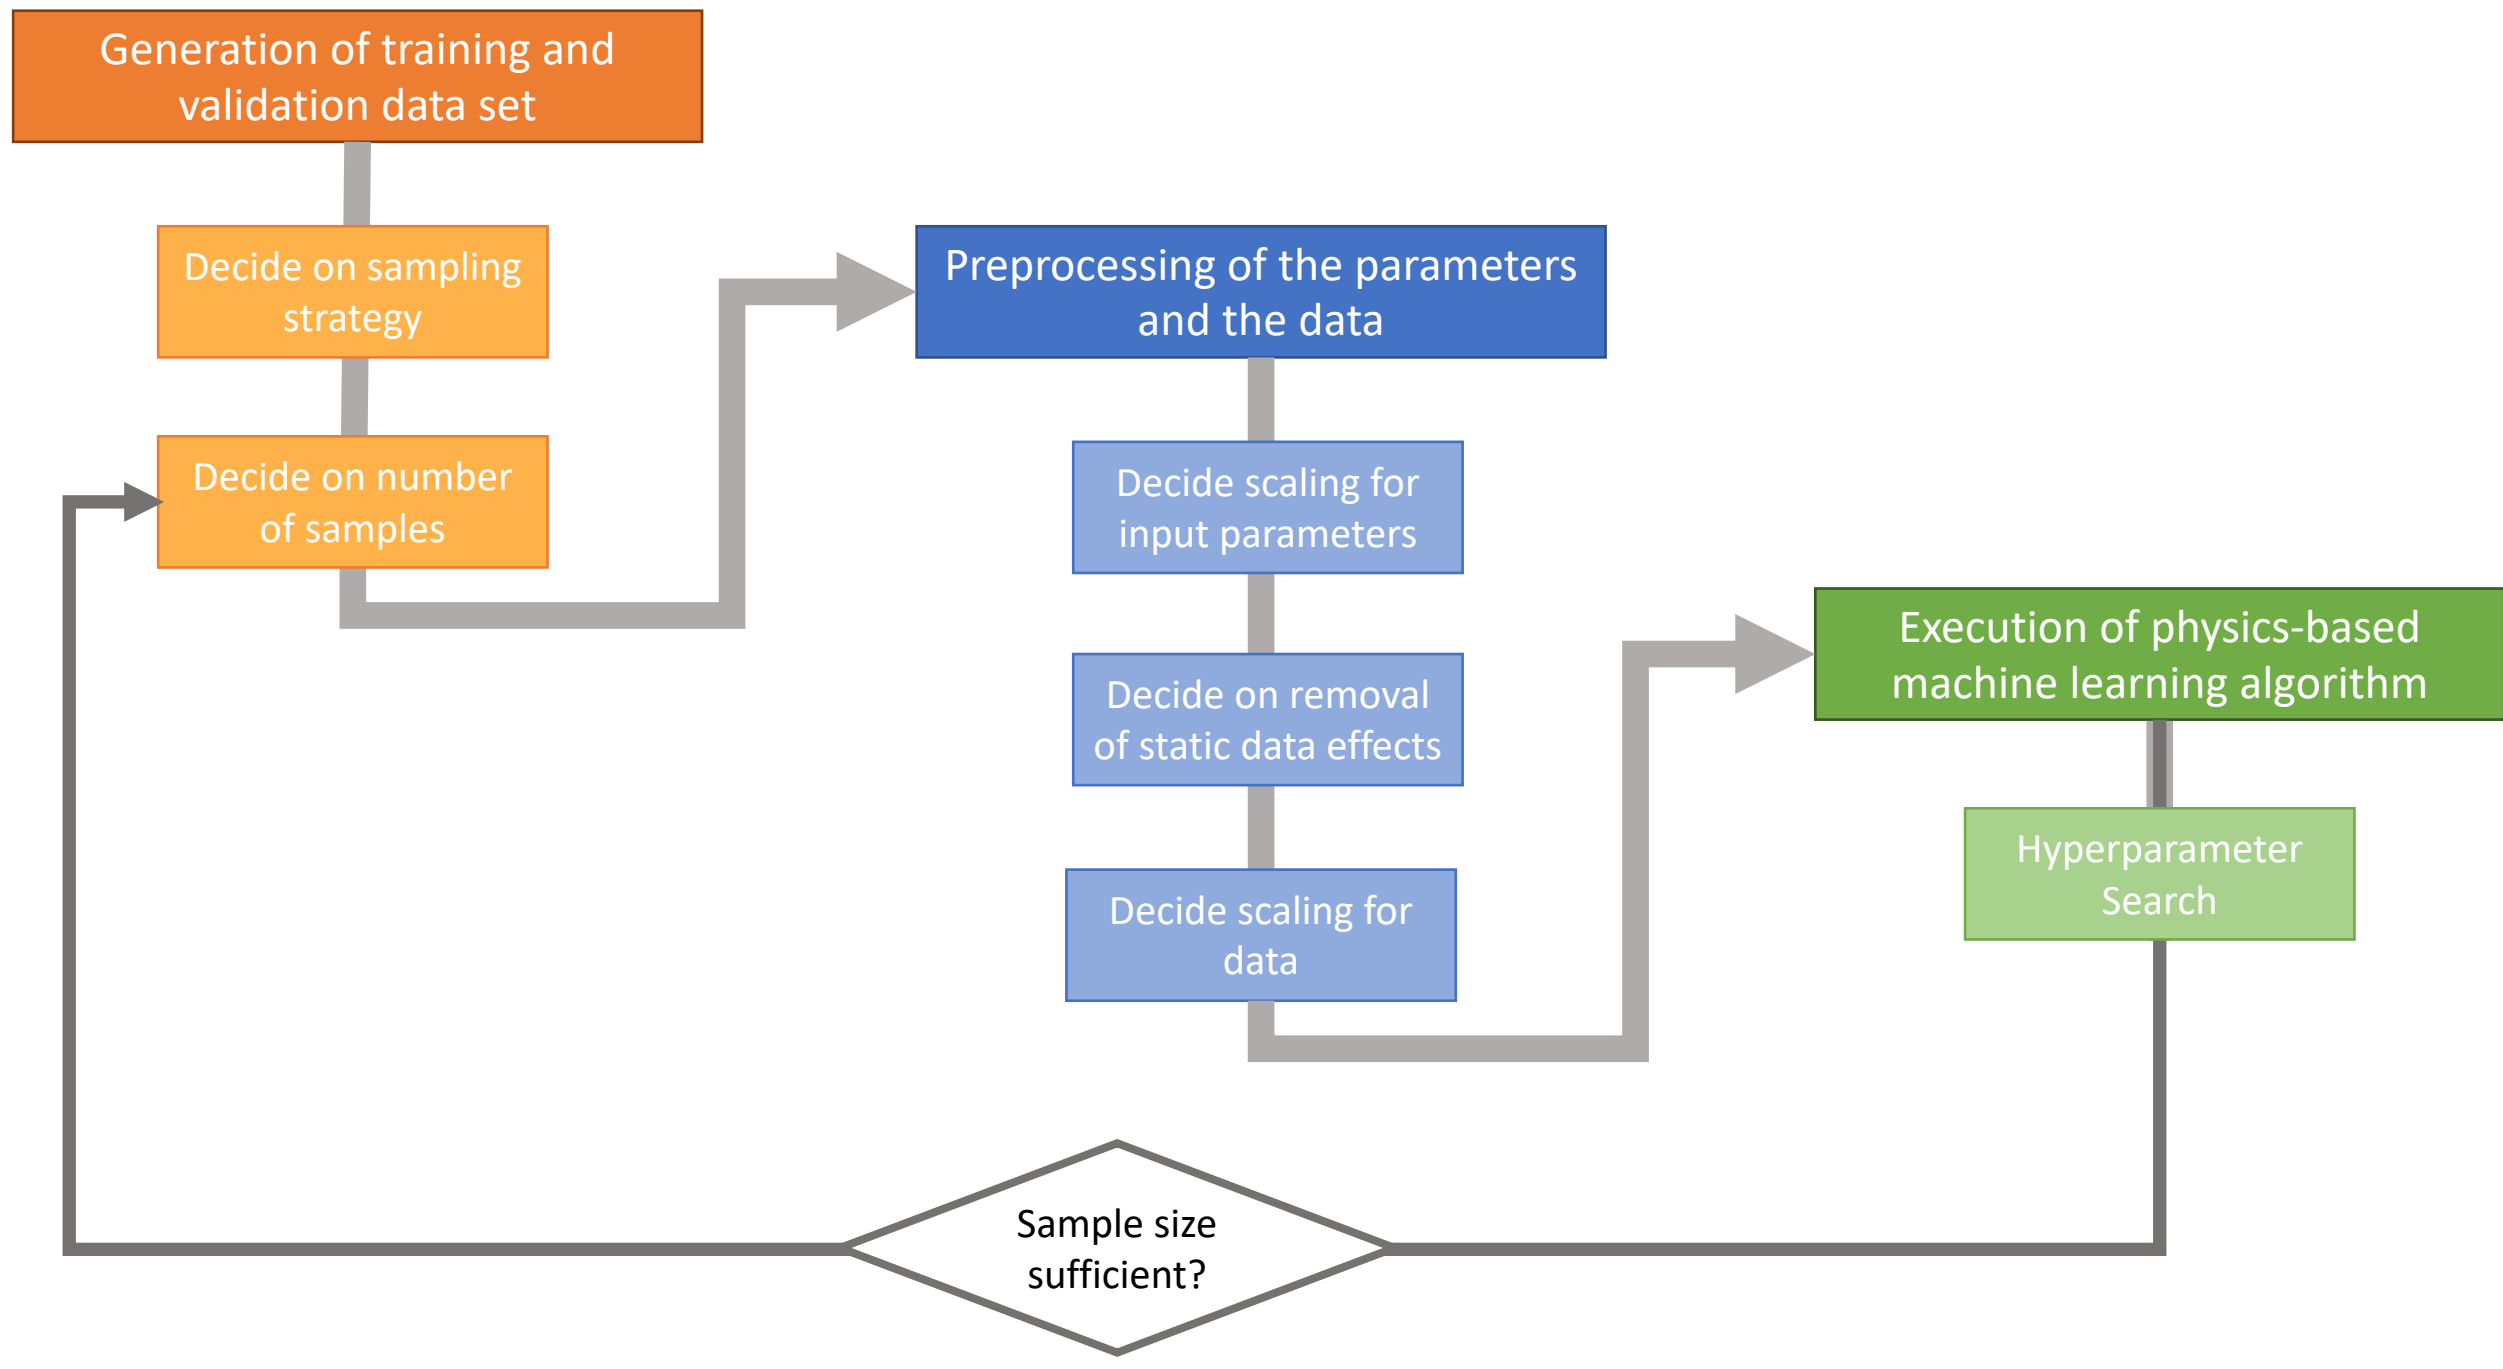 Generation of training and
validation data set
Decide on sampling
strategy
Decide on number
of samples
Preprocessing of the parameters
and the data
Decide scaling for
input parameters
Decide on removal
of static data effects
Decide scaling for
data
Execution of physics-based
machine learning algorithm
Hyperparameter
Search
Sample size
sufficient?